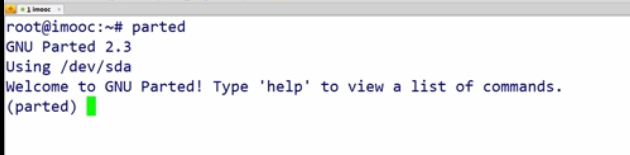 1 imooc
root@imooc:~# parted
GNU Parted 2.3
Using /dev/sda
Welcome to GNU Parted! Type 'help' to view a list of commands.
(parted)